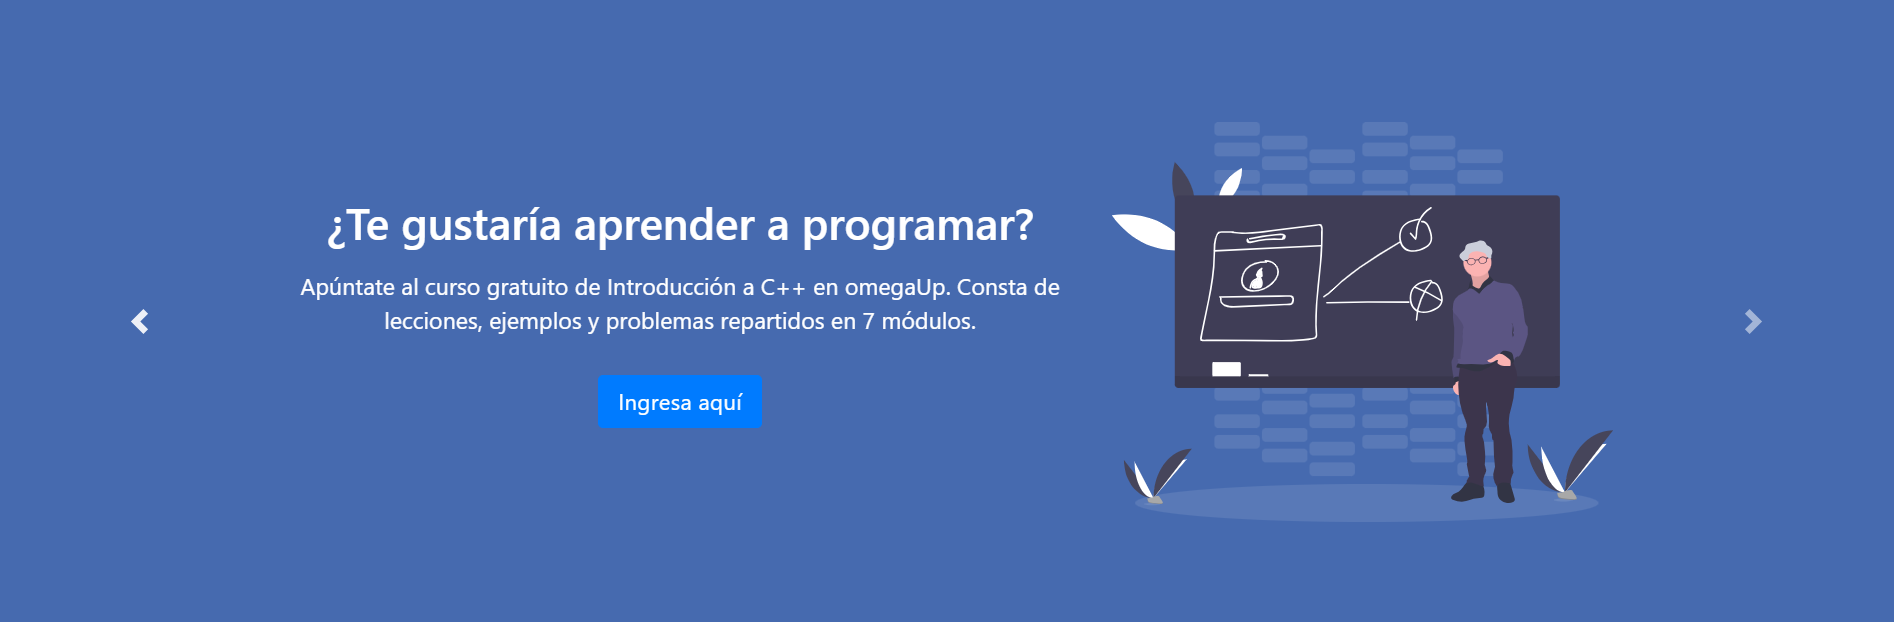 ¿Te gustaría aprender a programar?
Apúntate al curso gratuito de Introducción a C++ en omegaUp. Consta de
lecciones, ejemplos y problemas repartidos en 7 módulos.
Ingresa aquí